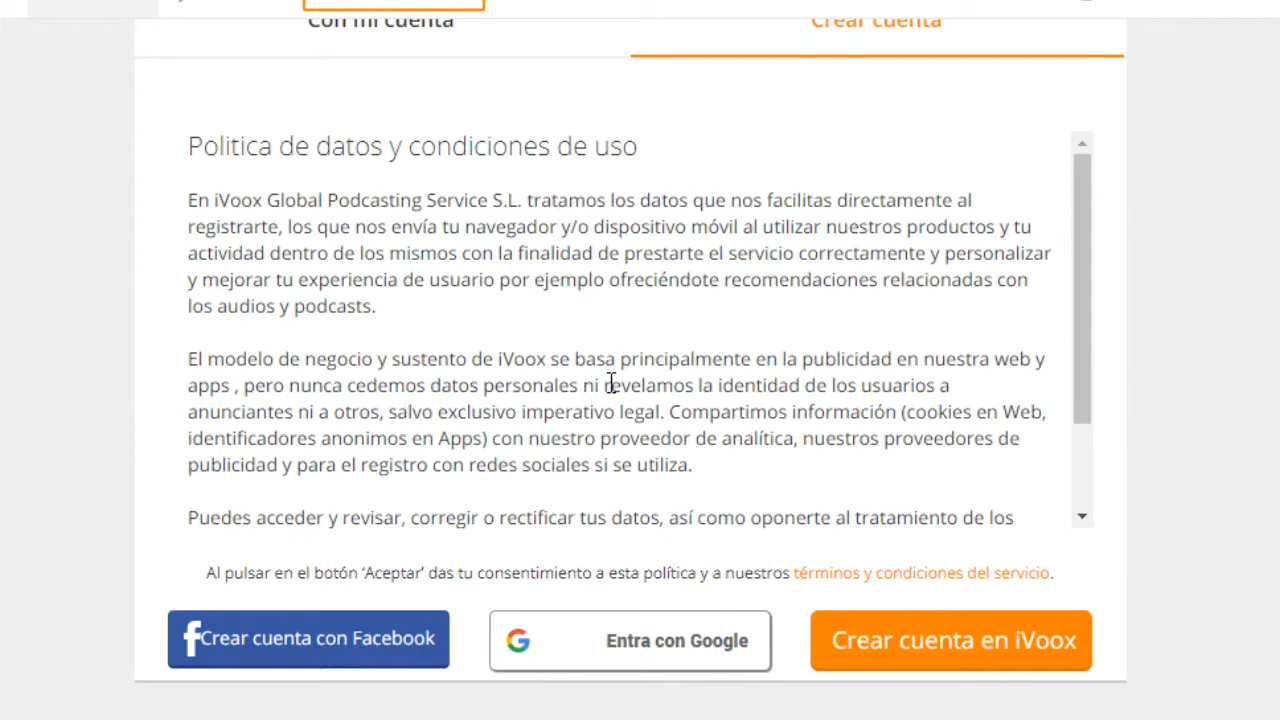 Con mi cuenta
Crear cuenta
Politica de datos y condiciones de uso
En iVoox Global Podcasting Service S.L. tratamos los datos que nos facilitas directamente al
registrarte, los que nos envía tu navegador y/o dispositivo móvil al utilizar nuestros productos y tu
actividad dentro de los mismos con la finalidad de prestarte el servicio correctamente y personalizar
y mejorar tu experiencia de usuario por ejemplo ofreciéndote recomendaciones relacionadas con
los audios y podcasts.
El modelo de negocio y sustento de iVoox se basa principalmente en la publicidad en nuestra web y
apps , pero nunca cedemos datos personales ni revelamos la identidad de los usuarios a
anunciantes ni a otros, salvo exclusivo imperativo legal. Compartimos información (cookies en Web,
identificadores anonimos en Apps) con nuestro proveedor de analítica, nuestros proveedores de
publicidad y para el registro con redes sociales si se utiliza.
Puedes acceder y revisar, corregir o rectificar tus datos, así como oponerte al tratamiento de los
Al pulsar en el botón ‘Aceptar’ das tu consentimiento a esta política y a nuestros términos y condiciones del servicio.
Crear cuenta con Facebook
Entra con Google
Crear cuenta en iVoox